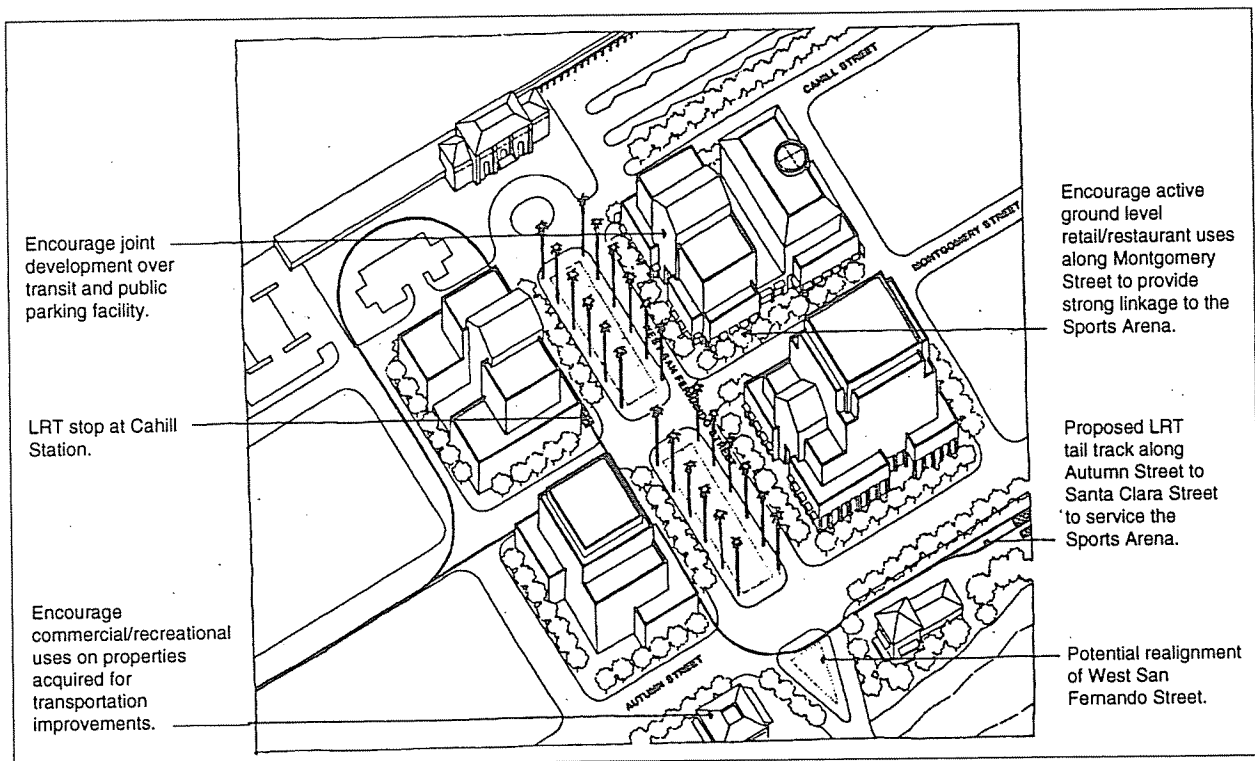 CAHILL STREET
MONTGOMERY STREET
Encourage joint
development over
transit and public
parking facility.
LRT stop at Cahill
Station.
Encourage
commercial/recreational
uses on properties
acquired for
transportation
improvements.
AUTUMN STREET
Encourage active
ground level
retail/restaurant uses
along Montgomery
Street to provide
strong linkage to the
Sports Arena.
Proposed LRT
tail track along
Autumn Street to
Santa Clara Street
to service the
Sports Arena.
Potential realignment
of West San
Fernando Street.